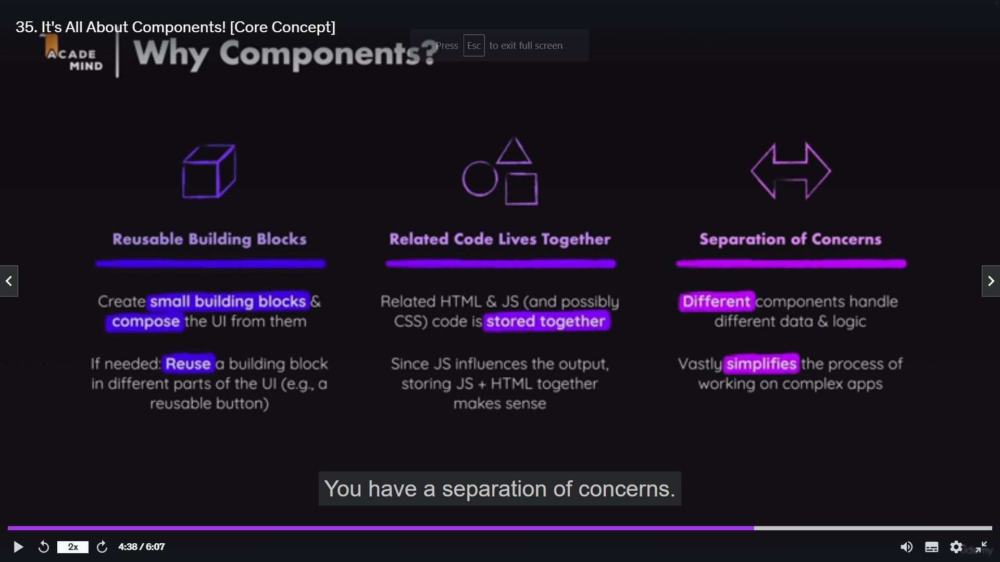 35. It's All About Components! [Core Concept]
ACADE
MIND
Why Components?
Press Esc to exit full screen
Reusable Building Blocks
Create small building blocks &
compose the UI from them
If needed: Reuse a building block
in different parts of the UI (e.g., a
reusable button)
Related Code Lives Together
Related HTML & JS (and possibly
CSS) code is stored together
Since JS influences the output,
storing JS + HTML together
makes sense
Separation of Concerns
Different components handle
different data & logic
Vastly simplifies the process of
working on complex apps
You have a separation of concerns.
2x
4:38 / 6:07
Udemy